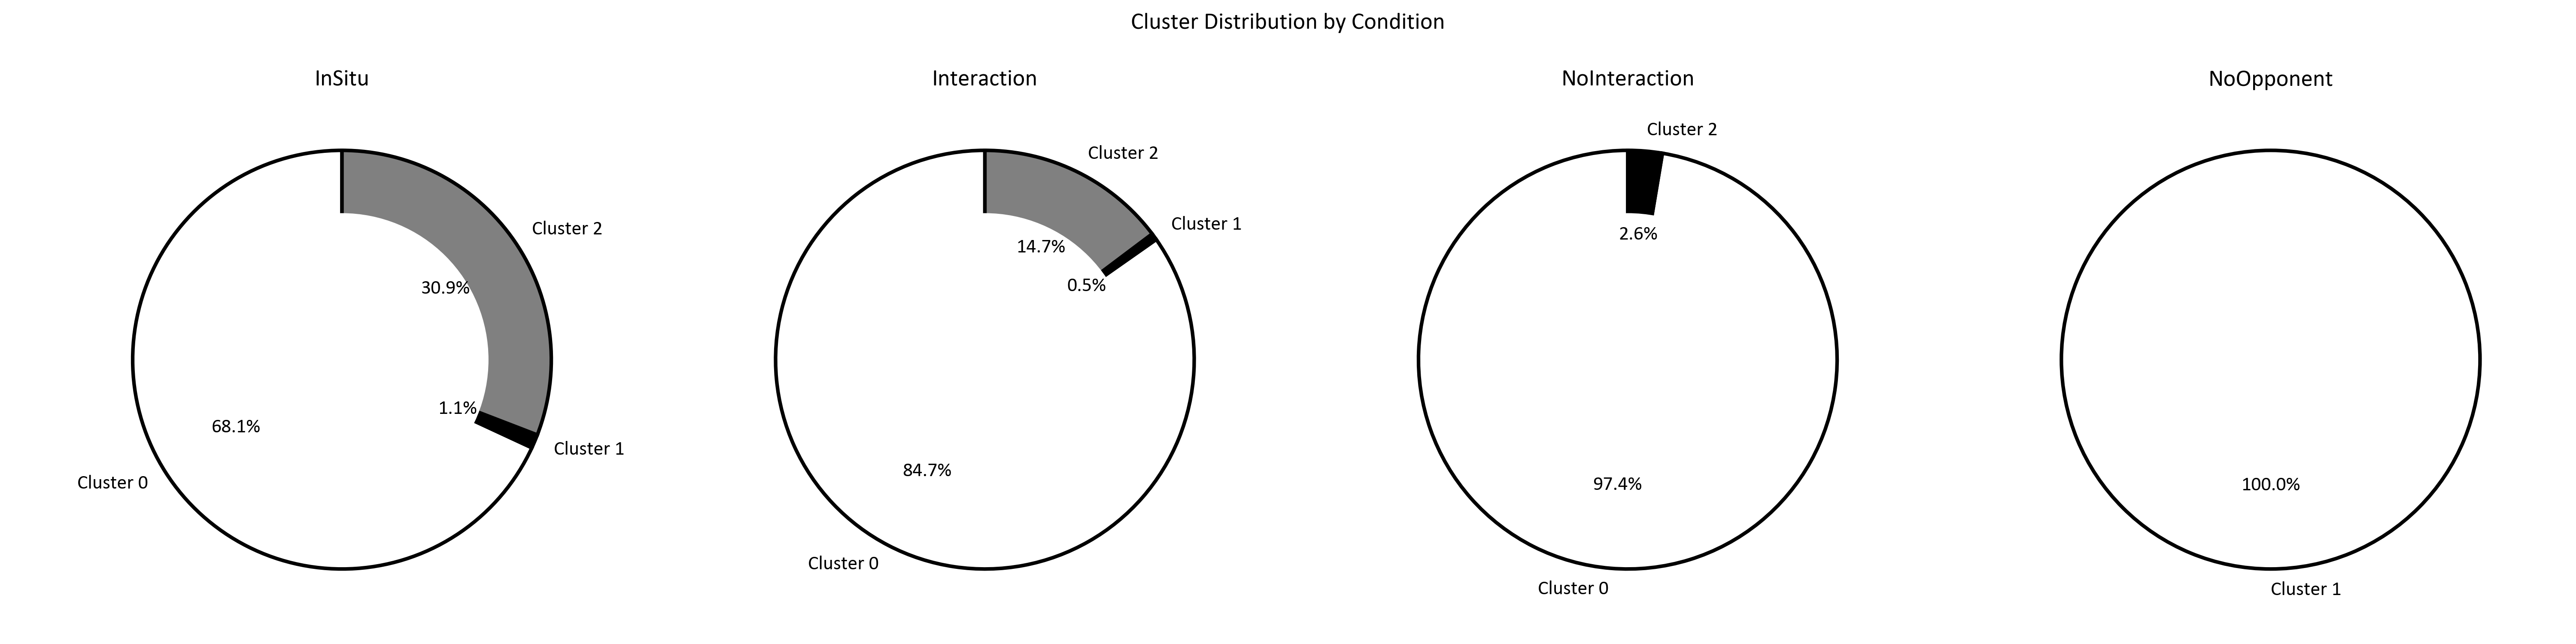 Cluster Distribution by Condition
InSitu
Cluster 2
30.9%
1.1%
Cluster 1
68.1%
Cluster 0
Interaction
Cluster 2
14.7%
Cluster 1
0.5%
84.7%
Cluster 0
NoInteraction
Cluster 2
2.6%
97.4%
Cluster 0
NoOpponent
100.0%
Cluster 1